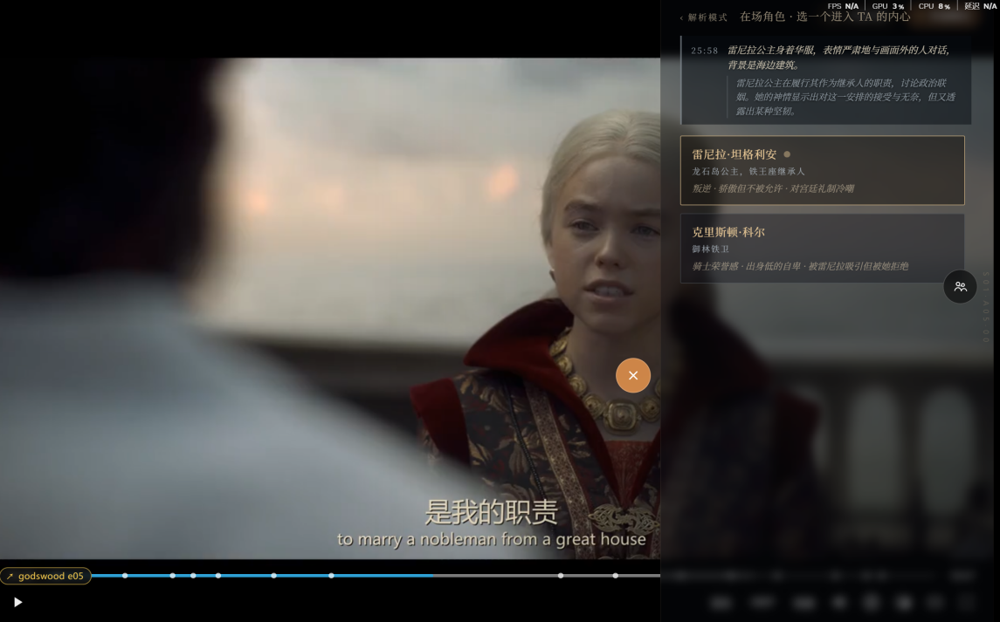 FPS N/A GPU 3% CPU 8% 延迟 N/A
‹ 解析模式 在场角色 · 选一个进入 TA 的内心
25:58 雷尼拉公主身着华服，表情严肃地与画面外的人对话，
背景是海边建筑。
雷尼拉公主在履行其作为继承人的职责，讨论政治联
姻。她的神情显示出对这一安排的接受与无奈，但又透
露出某种坚韧。
雷尼拉·坦格利安
龙石岛公主，铁王座继承人
叛逆 · 骄傲但不被允许 · 对宫廷礼制冷嘲
克里斯顿·科尔
御林铁卫
骑士荣誉感 · 出身低的自卑 · 被雷尼拉吸引但被她拒绝
是我的职责
to marry a nobleman from a great house
godswood e05